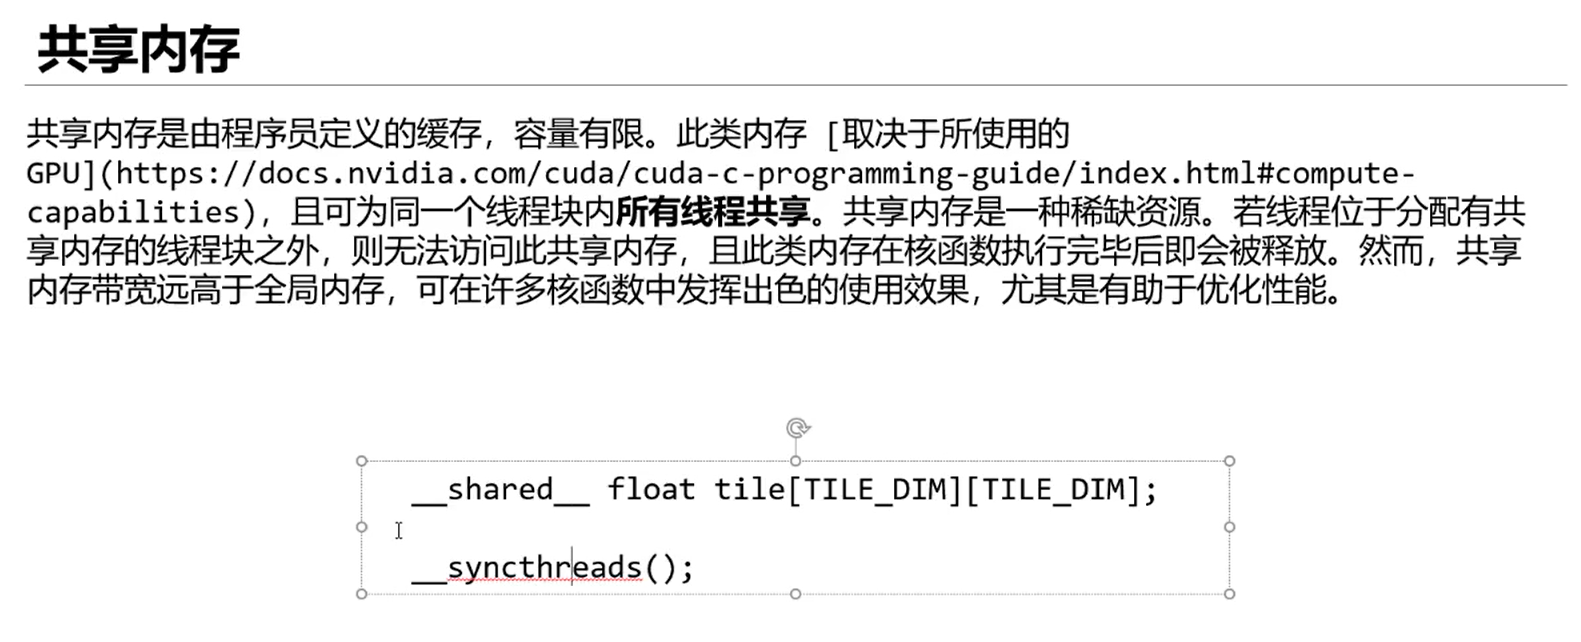 共享内存
共享内存是由程序员定义的缓存，容量有限。此类内存 [取决于所使用的
GPU](https://docs.nvidia.com/cuda/cuda-c-programming-guide/index.html#compute-
capabilities)，且可为同一个线程块内所有线程共享。共享内存是一种稀缺资源。若线程位于分配有共
享内存的线程块之外，则无法访问此共享内存，且此类内存在核函数执行完毕后即会被释放。然而，共享
内存带宽远高于全局内存，可在许多核函数中发挥出色的使用效果，尤其是有助于优化性能。
__shared__ float tile[TILE_DIM][TILE_DIM];
__syncthreads();